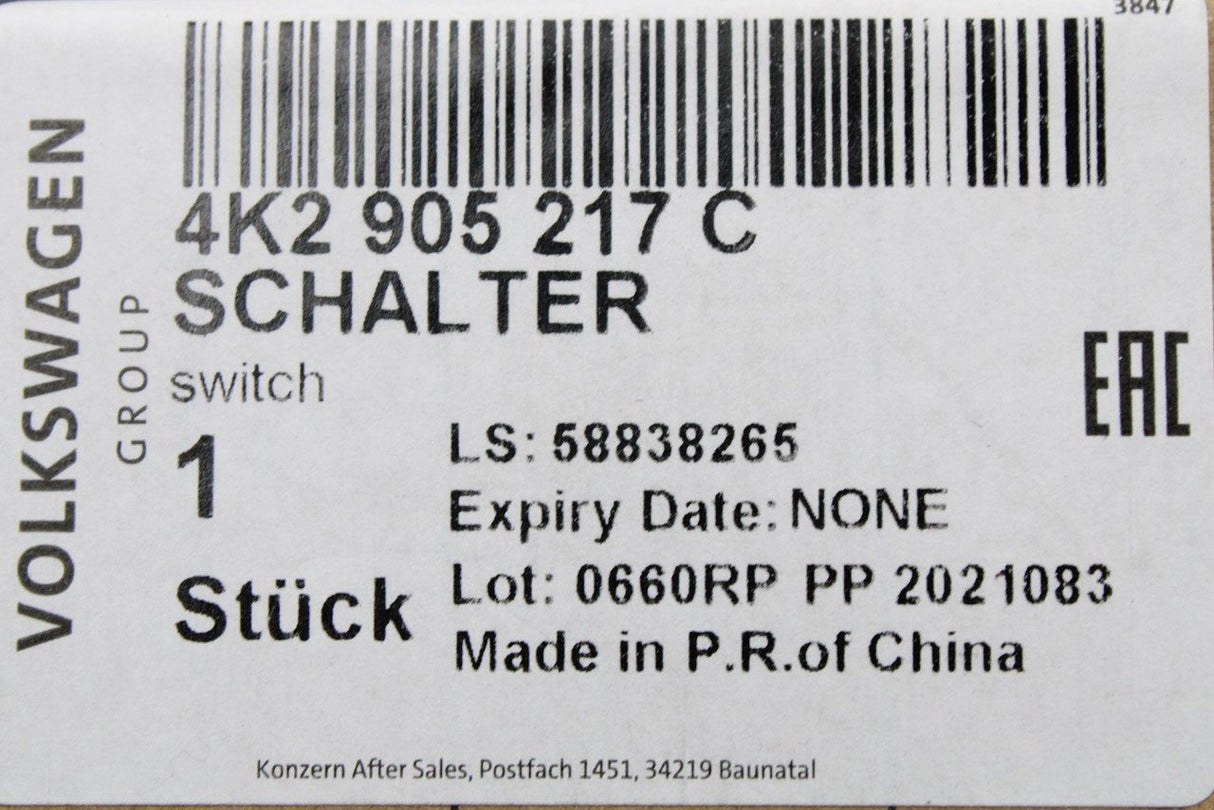 3847
VOLKSWAGEN
GROUP
4K2 905 217 C
SCHALTER
switch
EAC
1
Stück
LS: 58838265
Expiry Date: NONE
Lot: 0660RP PP 2021083
Made in P.R.of China
Konzern After Sales, Postfach 1451, 34219 Baunatal